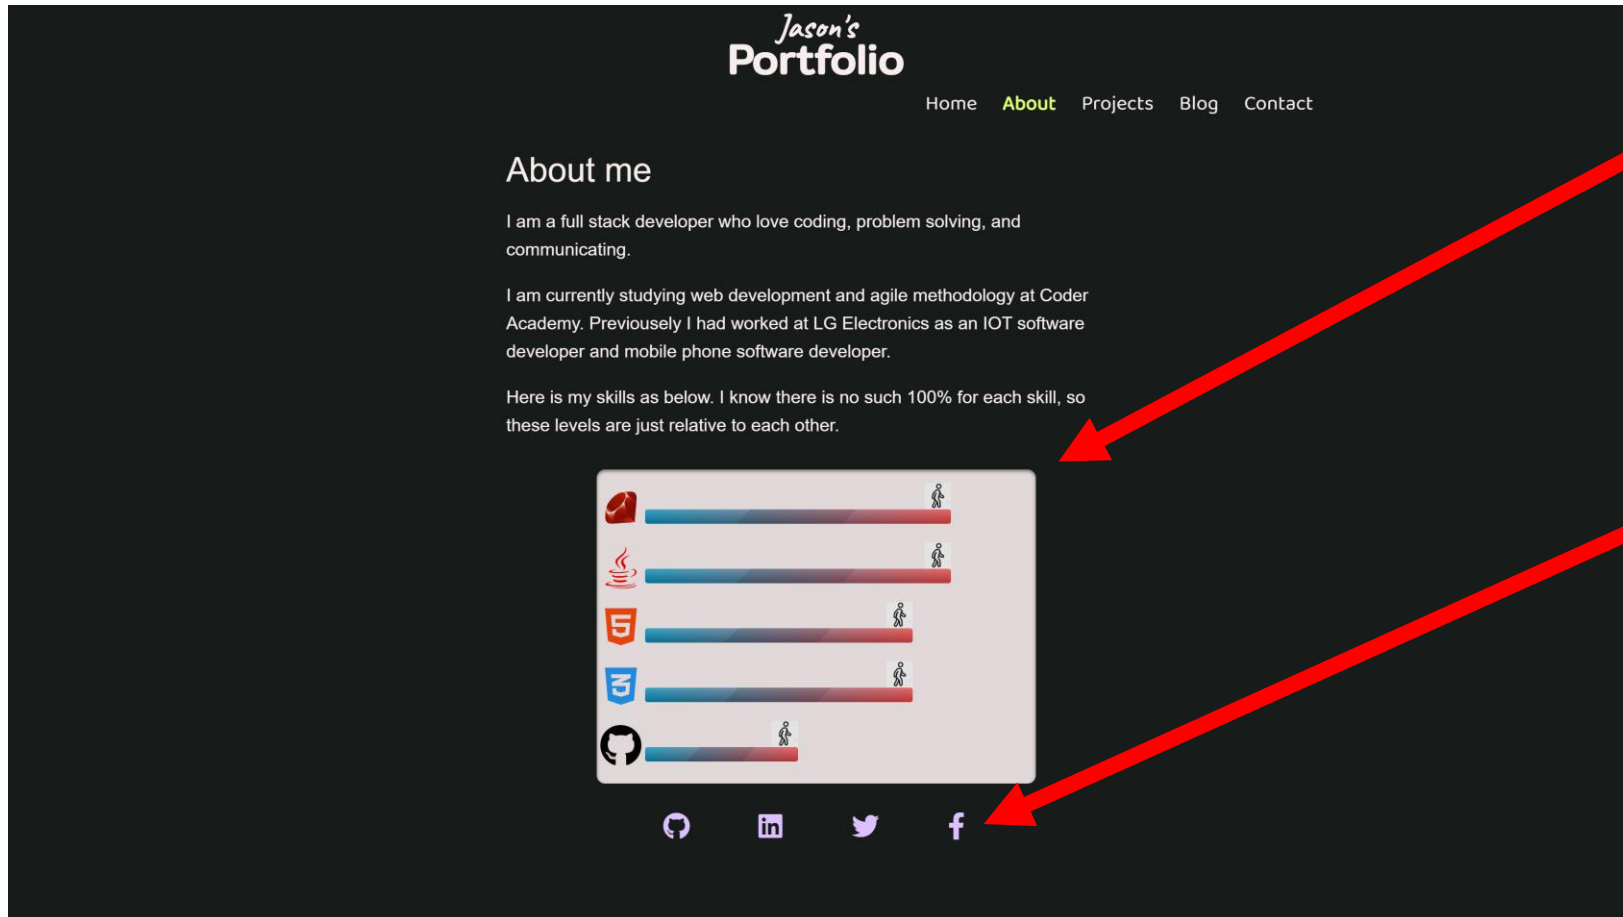 Jason's
Portfolio
Home About Projects Blog Contact
About me
I am a full stack developer who love coding, problem solving, and
communicating.
I am currently studying web development and agile methodology at Coder
Academy. Previousely I had worked at LG Electronics as an IOT software
developer and mobile phone software developer.
Here is my skills as below. I know there is no such 100% for each skill, so
these levels are just relative to each other.